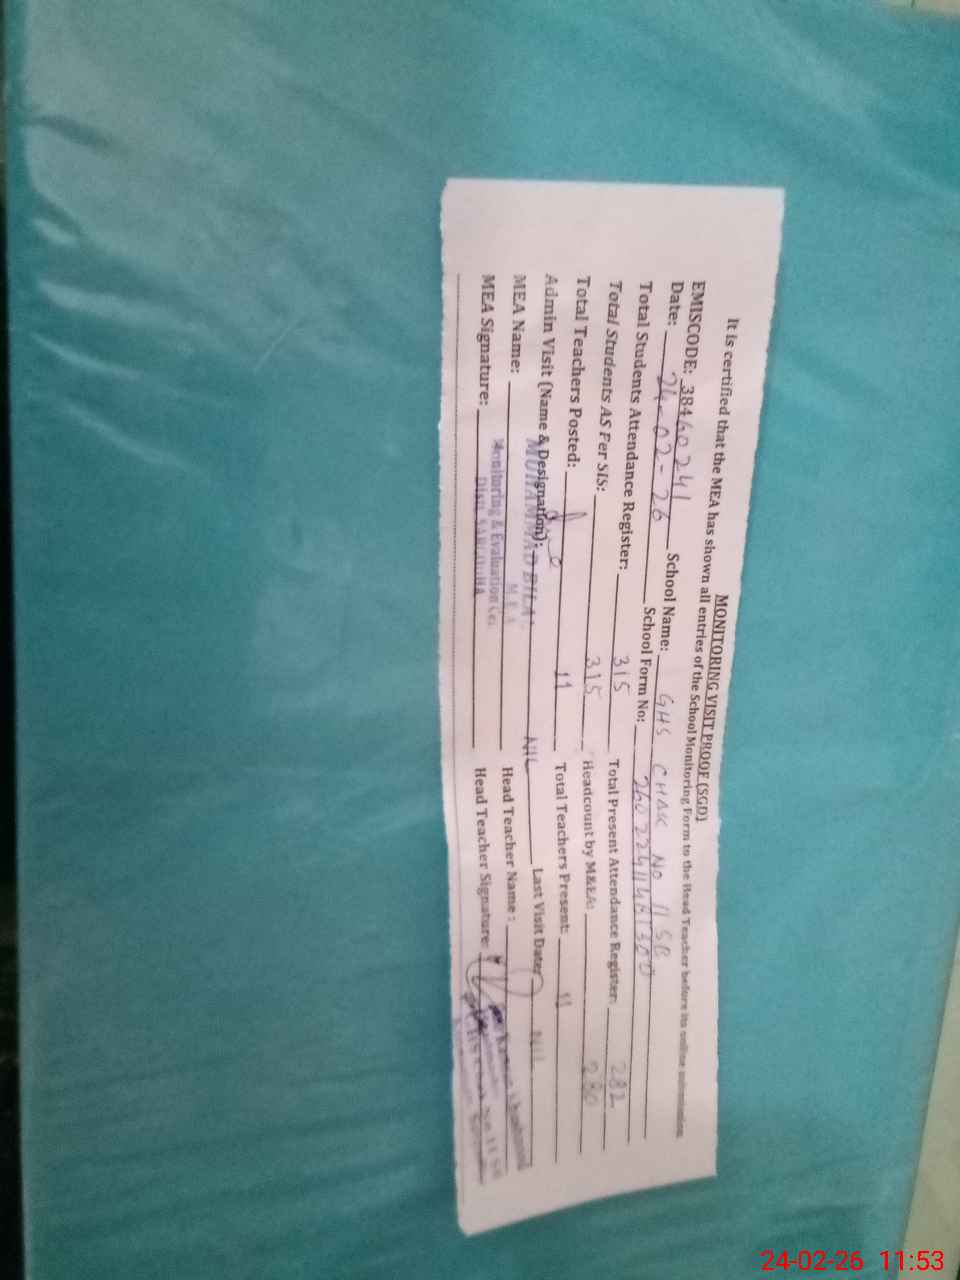 MONITORING VISIT PROOF (SGD)
It is certified that the MEA has shown all entries of the School Monitoring Form to the Head Teacher before its online submission
EMISCODE: 38460241 School Name: GHS CHAK NO 11 SB
Date: 24-02-26 School Form No:
Total Students Attendance Register: 315 Total Present Attendance Register: 282
Total Students AS Per SIS: 315 Headcount by M&EA: 280
Total Teachers Posted: 11 Total Teachers Present: 11
Admin Visit (Name & Designation): NIL Last Visit Date: NIL
MEA Name: MUHAMMAD BILAL Head Teacher Name:
M.E.A
Monitoring & Evaluation
MEA Signature: Distt. SARGODHA Head Teacher Signature:
No 11 SB
24-02-26 11:53